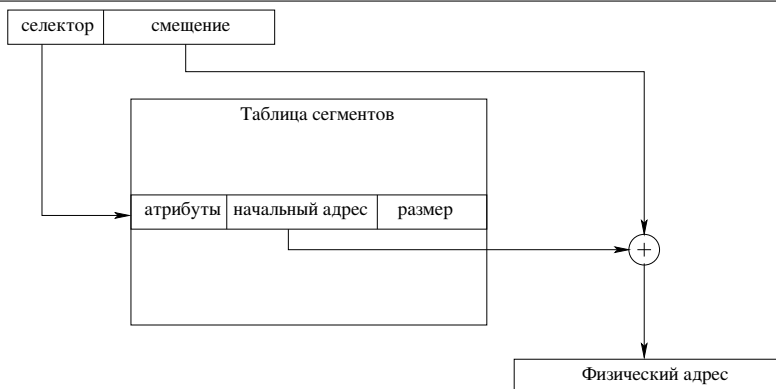 селектор смещение
Таблица сегментов
атрибуты начальный адрес размер
+
Физический адрес